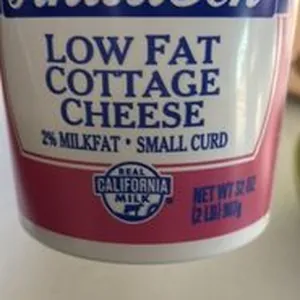 LOW FAT
COTTAGE
CHEESE
2% MILKFAT • SMALL CURD
REAL
CALIFORNIA
MILK
NET WT 32 OZ
(2 LB) 907g